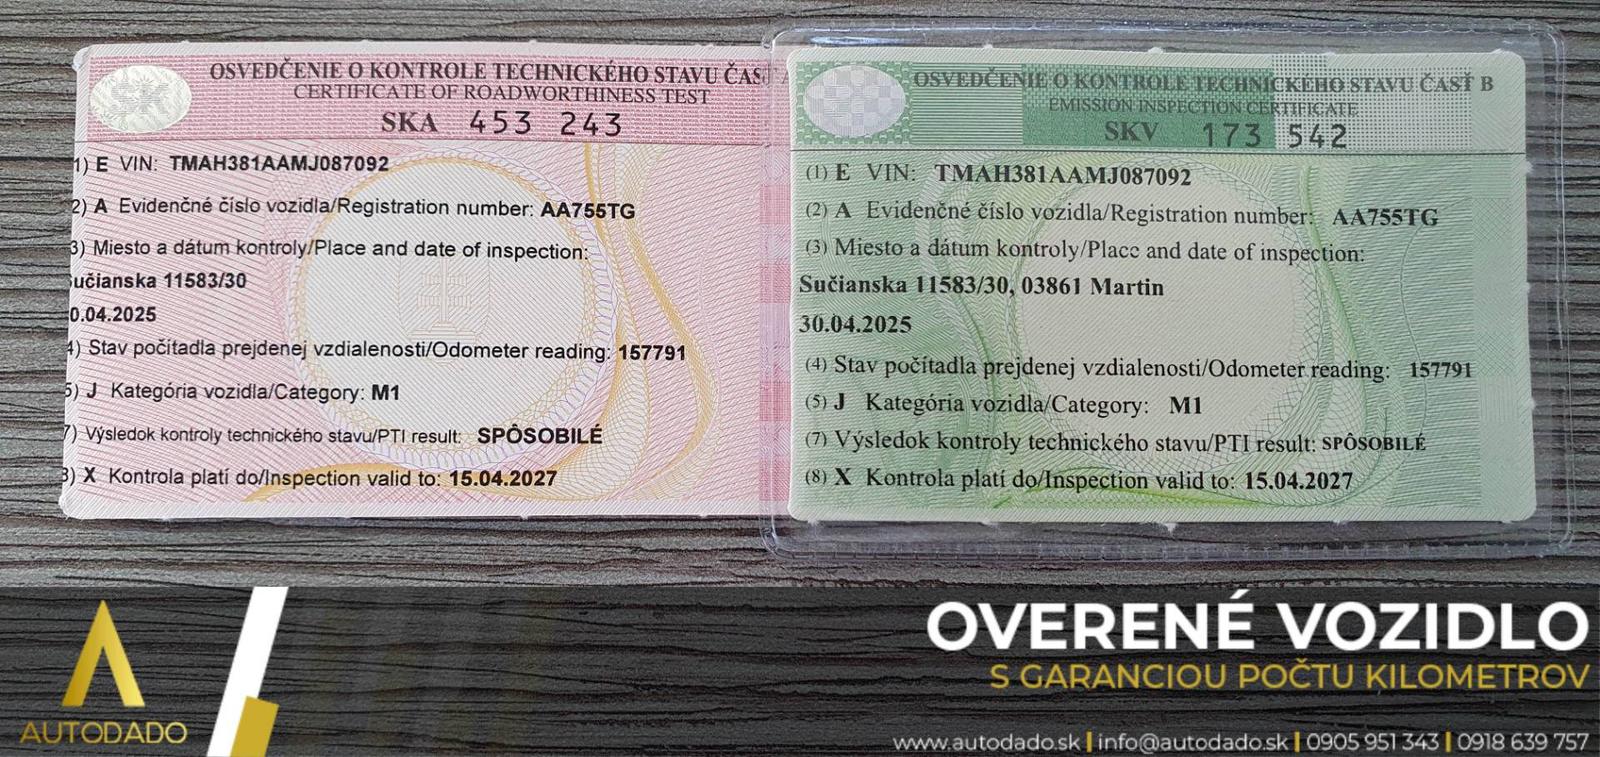 SK
OSVEDČENIE O KONTROLE TECHNICKÉHO STAVU ČAS
CERTIFICATE OF ROADWORTHINESS TEST
SKA 453 243
1) E VIN: TMAH381AAMJ087092
2) A Evidenčné číslo vozidla/Registration number: AA755TG
3) Miesto a dátum kontroly/Place and date of inspection:
učianska 11583/30
0.04.2025
4) Stav počítadla prejdenej vzdialenosti/Odometer reading: 157791
5) J Kategória vozidla/Category: M1
7) Výsledok kontroly technického stavu/PTI result: SPÔSOBILÉ
8) X Kontrola platí do/Inspection valid to: 15.04.2027
OSVEDČENIE O KONTROLE TECHNICKÉHO STAVU ČASŤ B
EMISSION INSPECTION CERTIFICATE
SKV 173 542
(1) E VIN: TMAH381AAMJ087092
(2) A Evidenčné číslo vozidla/Registration number: AA755TG
(3) Miesto a dátum kontroly/Place and date of inspection:
Sučianska 11583/30, 03861 Martin
30.04.2025
(4) Stav počítadla prejdenej vzdialenosti/Odometer reading: 157791
(5) J Kategória vozidla/Category: M1
(7) Výsledok kontroly technického stavu/PTI result: SPÔSOBILÉ
(8) X Kontrola platí do/Inspection valid to: 15.04.2027
AUTODADO
OVERENÉ VOZIDLO
S GARANCIOU POČTU KILOMETROV
www.autodado.sk | info@autodado.sk | 0905 951 343 | 0918 639 757